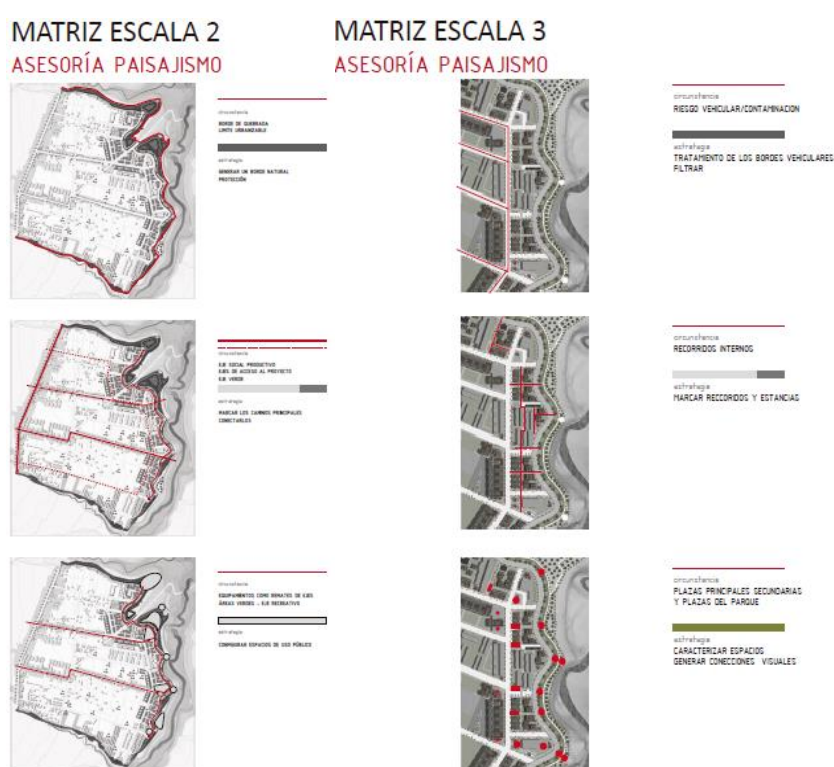 MATRIZ ESCALA 2
ASESORÍA PAISAJISMO
circunstancia
BORDE DE QUEBRADA
LIMITE URBANIZABLE
estrategia
GENERAR UN BORDE NATURAL
PROTECCIÓN
circunstancia
EJE SOCIAL PRODUCTIVO
EJES DE ACCESO AL PROYECTO
EJE VERDE
estrategia
MARCAR LOS CAMINOS PRINCIPALES
CONECTARLOS
circunstancia
EQUIPAMIENTOS COMO REMATES DE EJES
ÁREAS VERDES - EJE RECREATIVO
estrategia
CONFIGURAR ESPACIOS DE USO PÚBLICO
MATRIZ ESCALA 3
ASESORÍA PAISAJISMO
circunstancia
RIESGO VEHICULAR/CONTAMINACION
estrategia
TRATAMIENTO DE LOS BORDES VEHICULARES
FILTRAR
circunstancia
RECORRIDOS INTERNOS
estrategia
MARCAR RECCORIDOS Y ESTANCIAS
circunstancia
PLAZAS PRINCIPALES SECUNDARIAS
Y PLAZAS DEL PARQUE
estrategia
CARACTERIZAR ESPACIOS
GENERAR CONECCIONES VISUALES